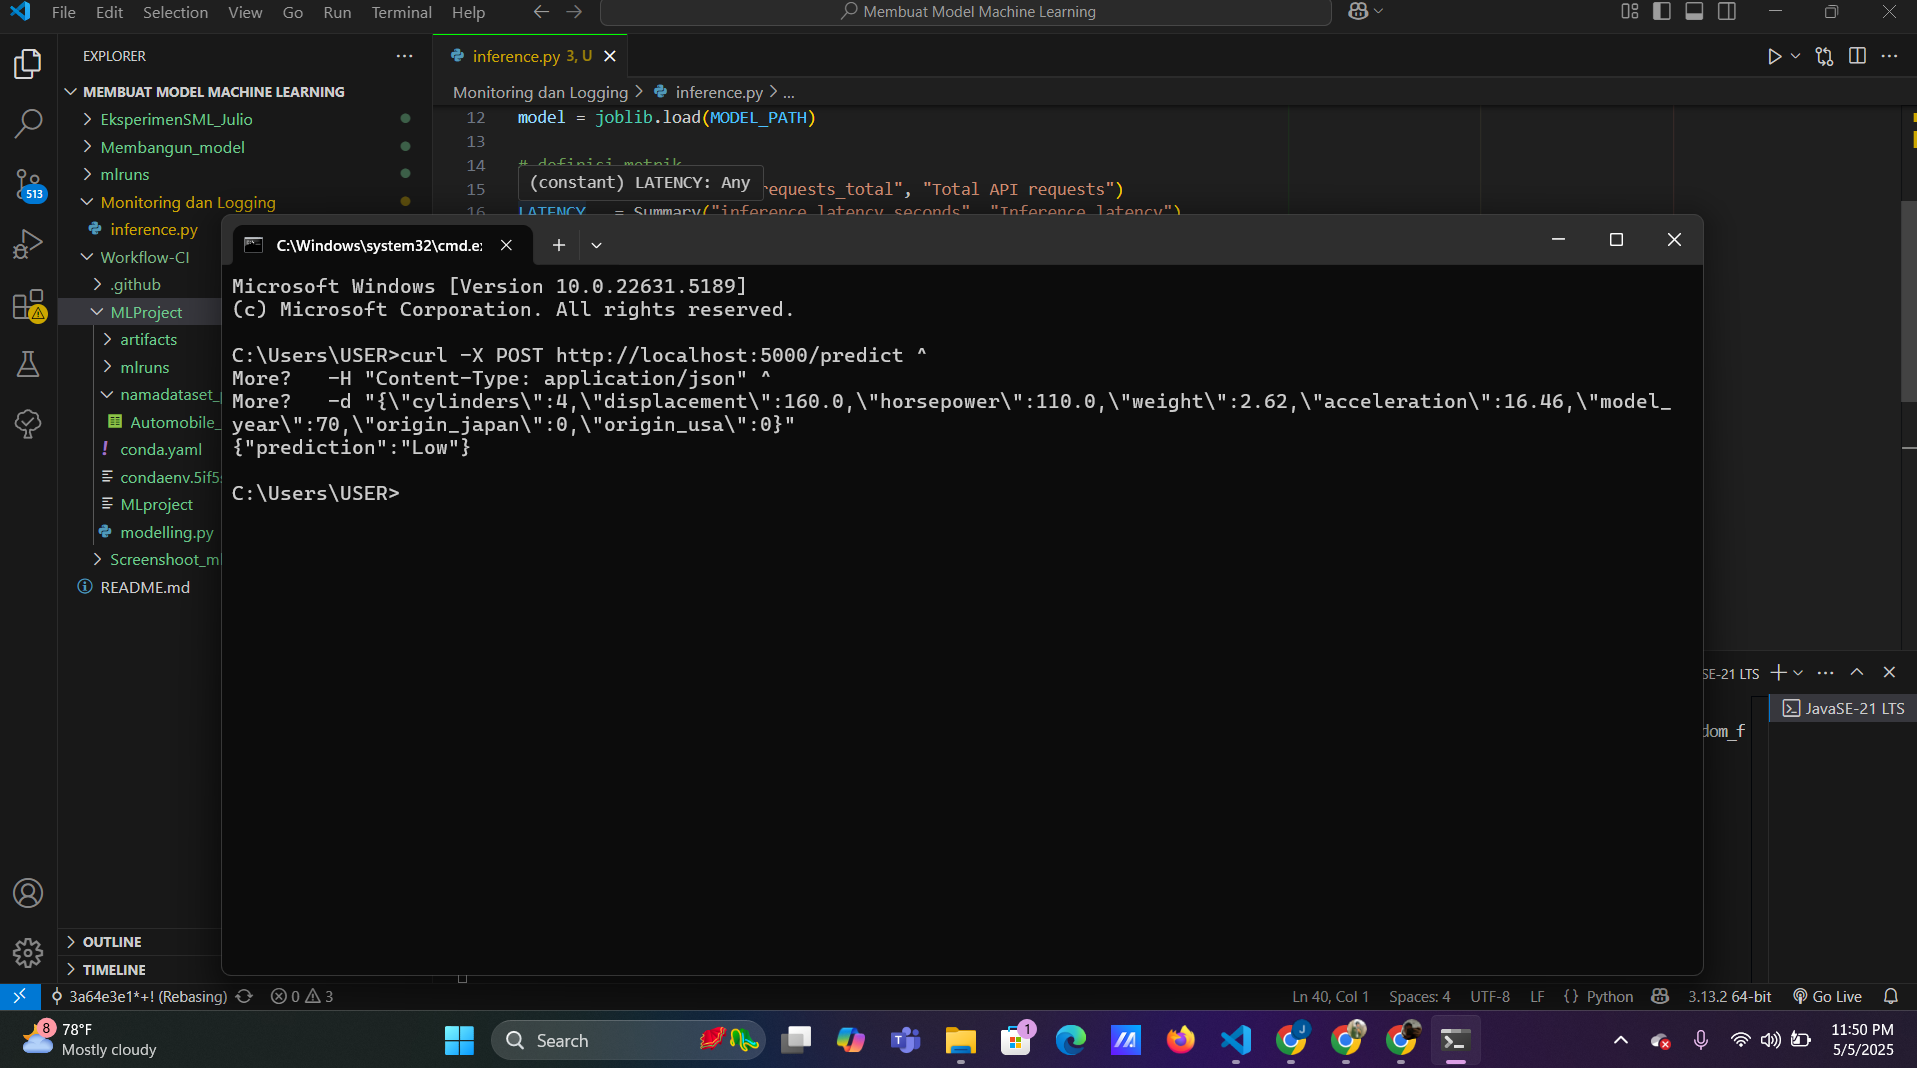 File Edit Selection View Go Run Terminal Help
Membuat Model Machine Learning
EXPLORER
inference.py 3, U
MEMBUAT MODEL MACHINE LEARNING
Monitoring dan Logging > inference.py > ...
EksperimenSML_Julio
Membangun_model
mlruns
Monitoring dan Logging
inference.py
Workflow-CI
.github
MLProject
artifacts
mlruns
namadataset_
Automobile_
conda.yaml
condaenv.5if5
MLproject
modelling.py
Screenshoot_m
README.md
OUTLINE
TIMELINE
513
12 model = joblib.load(MODEL_PATH)
13
14 # definisi metrik
(constant) LATENCY: Any
15 requests_total", "Total API requests")
16 LATENCY = Summary("inference_latency_seconds", "Inference latency")
C:\Windows\system32\cmd.e
Microsoft Windows [Version 10.0.22631.5189]
(c) Microsoft Corporation. All rights reserved.
C:\Users\USER>curl -X POST http://localhost:5000/predict ^
More?   -H "Content-Type: application/json" ^
More?   -d "{\"cylinders\":4,\"displacement\":160.0,\"horsepower\":110.0,\"weight\":2.62,\"acceleration\":16.46,\"model_
year\":70,\"origin_japan\":0,\"origin_usa\":0}"
{"prediction":"Low"}
C:\Users\USER>
SE-21 LTS
JavaSE-21 LTS
dom_f
3a64e3e1*+! (Rebasing) 0 3
Ln 40, Col 1 Spaces: 4 UTF-8 LF {} Python 3.13.2 64-bit Go Live
8
78°F
Mostly cloudy
Search
1
J
11:50 PM
5/5/2025